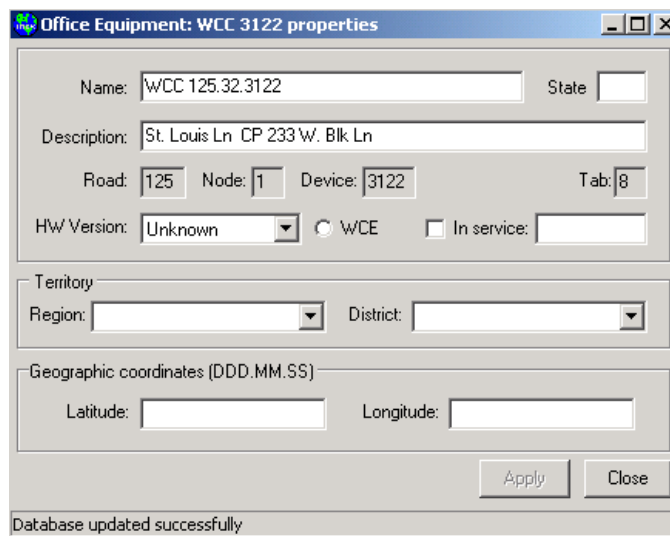 Office Equipment: WCC 3122 properties
Name: WCC 125.32.3122 State
Description: St. Louis Ln CP 233 W. Blk Ln
Road: 125 Node: 1 Device: 3122 Tab: 8
HW Version: Unknown WCE In service:
Territory
Region: District:
Geographic coordinates (DDD.MM.SS)
Latitude: Longitude:
Apply Close
Database updated successfully